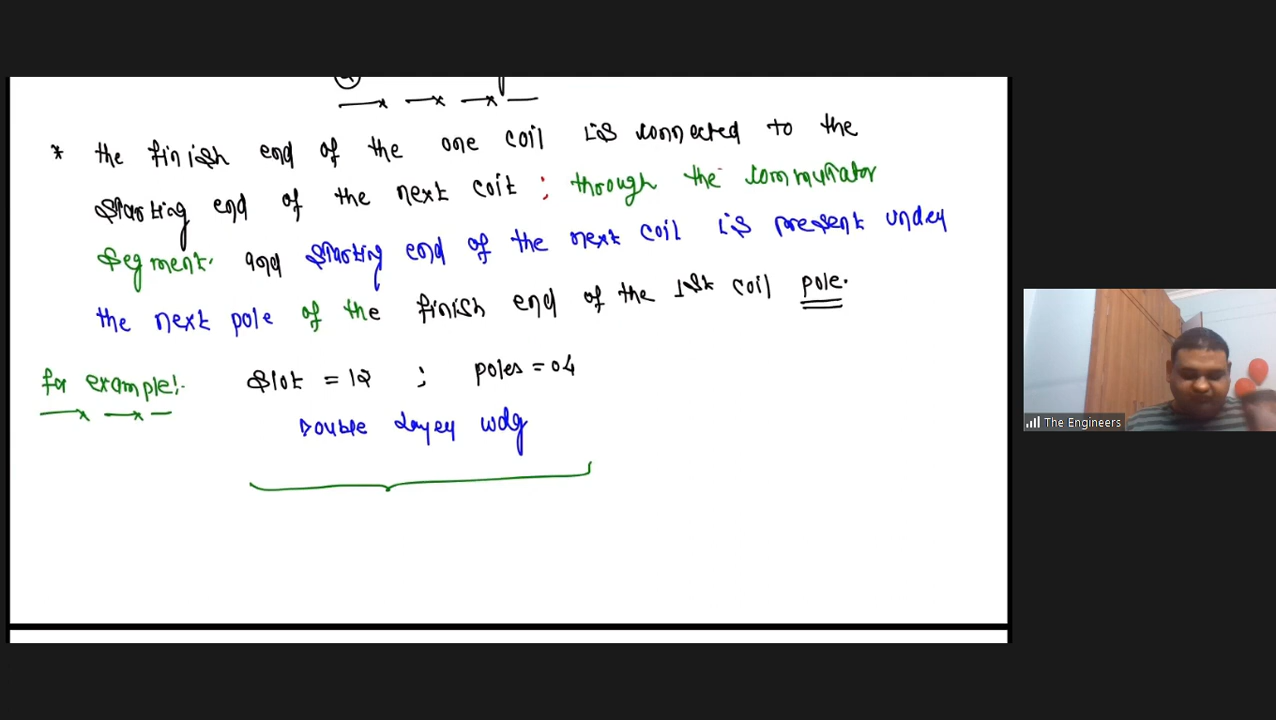 * the finish end of the one coil is connected to the
starting end of the next coil ; through the commutator
segment. and starting end of the next coil is present under
the next pole of the finish end of the 1st coil pole.
for example:- Slot = 12 ; poles = 04
Double layer wdg
The Engineers